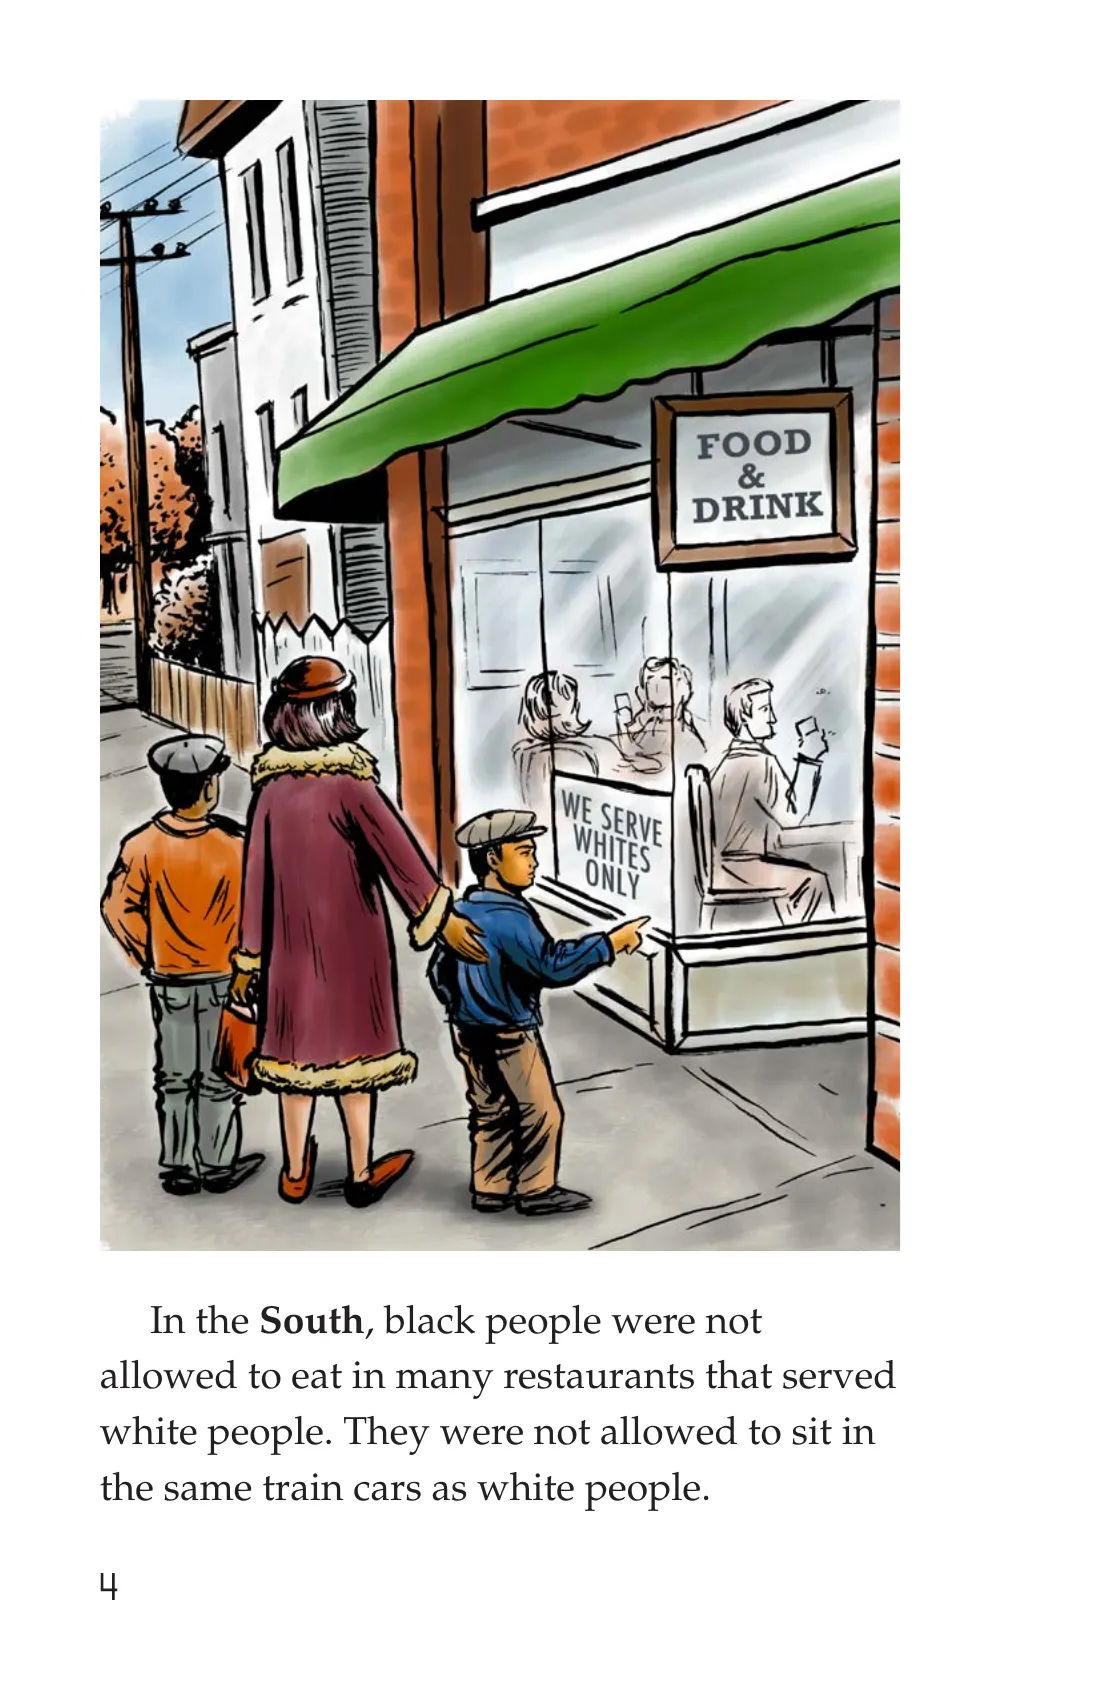 FOOD
&
DRINK
WE SERVE
WHITES
ONLY
In the South, black people were not
allowed to eat in many restaurants that served
white people. They were not allowed to sit in
the same train cars as white people.
4